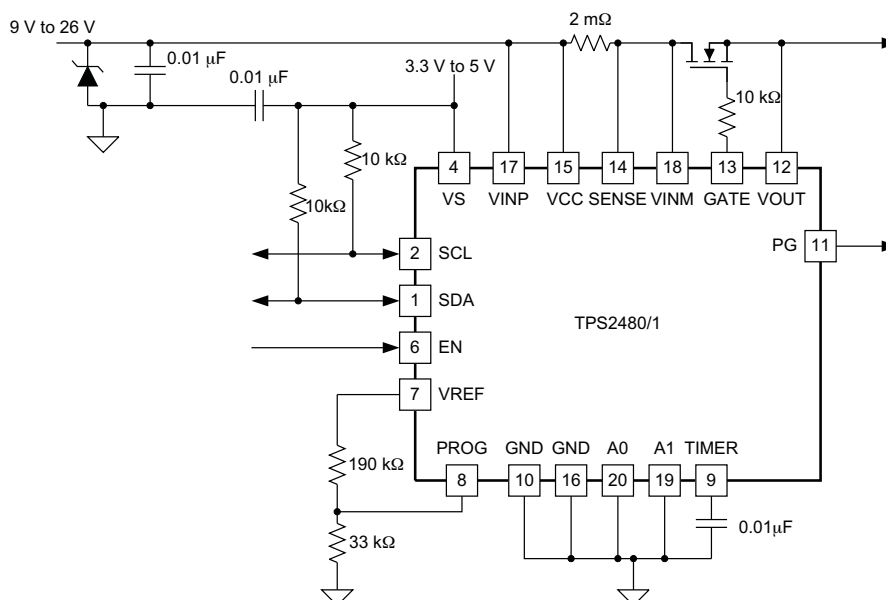 9 V to 26 V
2 mΩ
0.01 μF
0.01 μF
3.3 V to 5 V
10 kΩ
10 kΩ
10kΩ
4
17
15
14
18
13
12
VS
VINP
VCC
SENSE
VINM
GATE
VOUT
PG
11
2
SCL
1
SDA
TPS2480/1
6
EN
7
VREF
PROG
GND
GND
A0
A1
TIMER
190 kΩ
8
10
16
20
19
9
0.01μF
33 kΩ